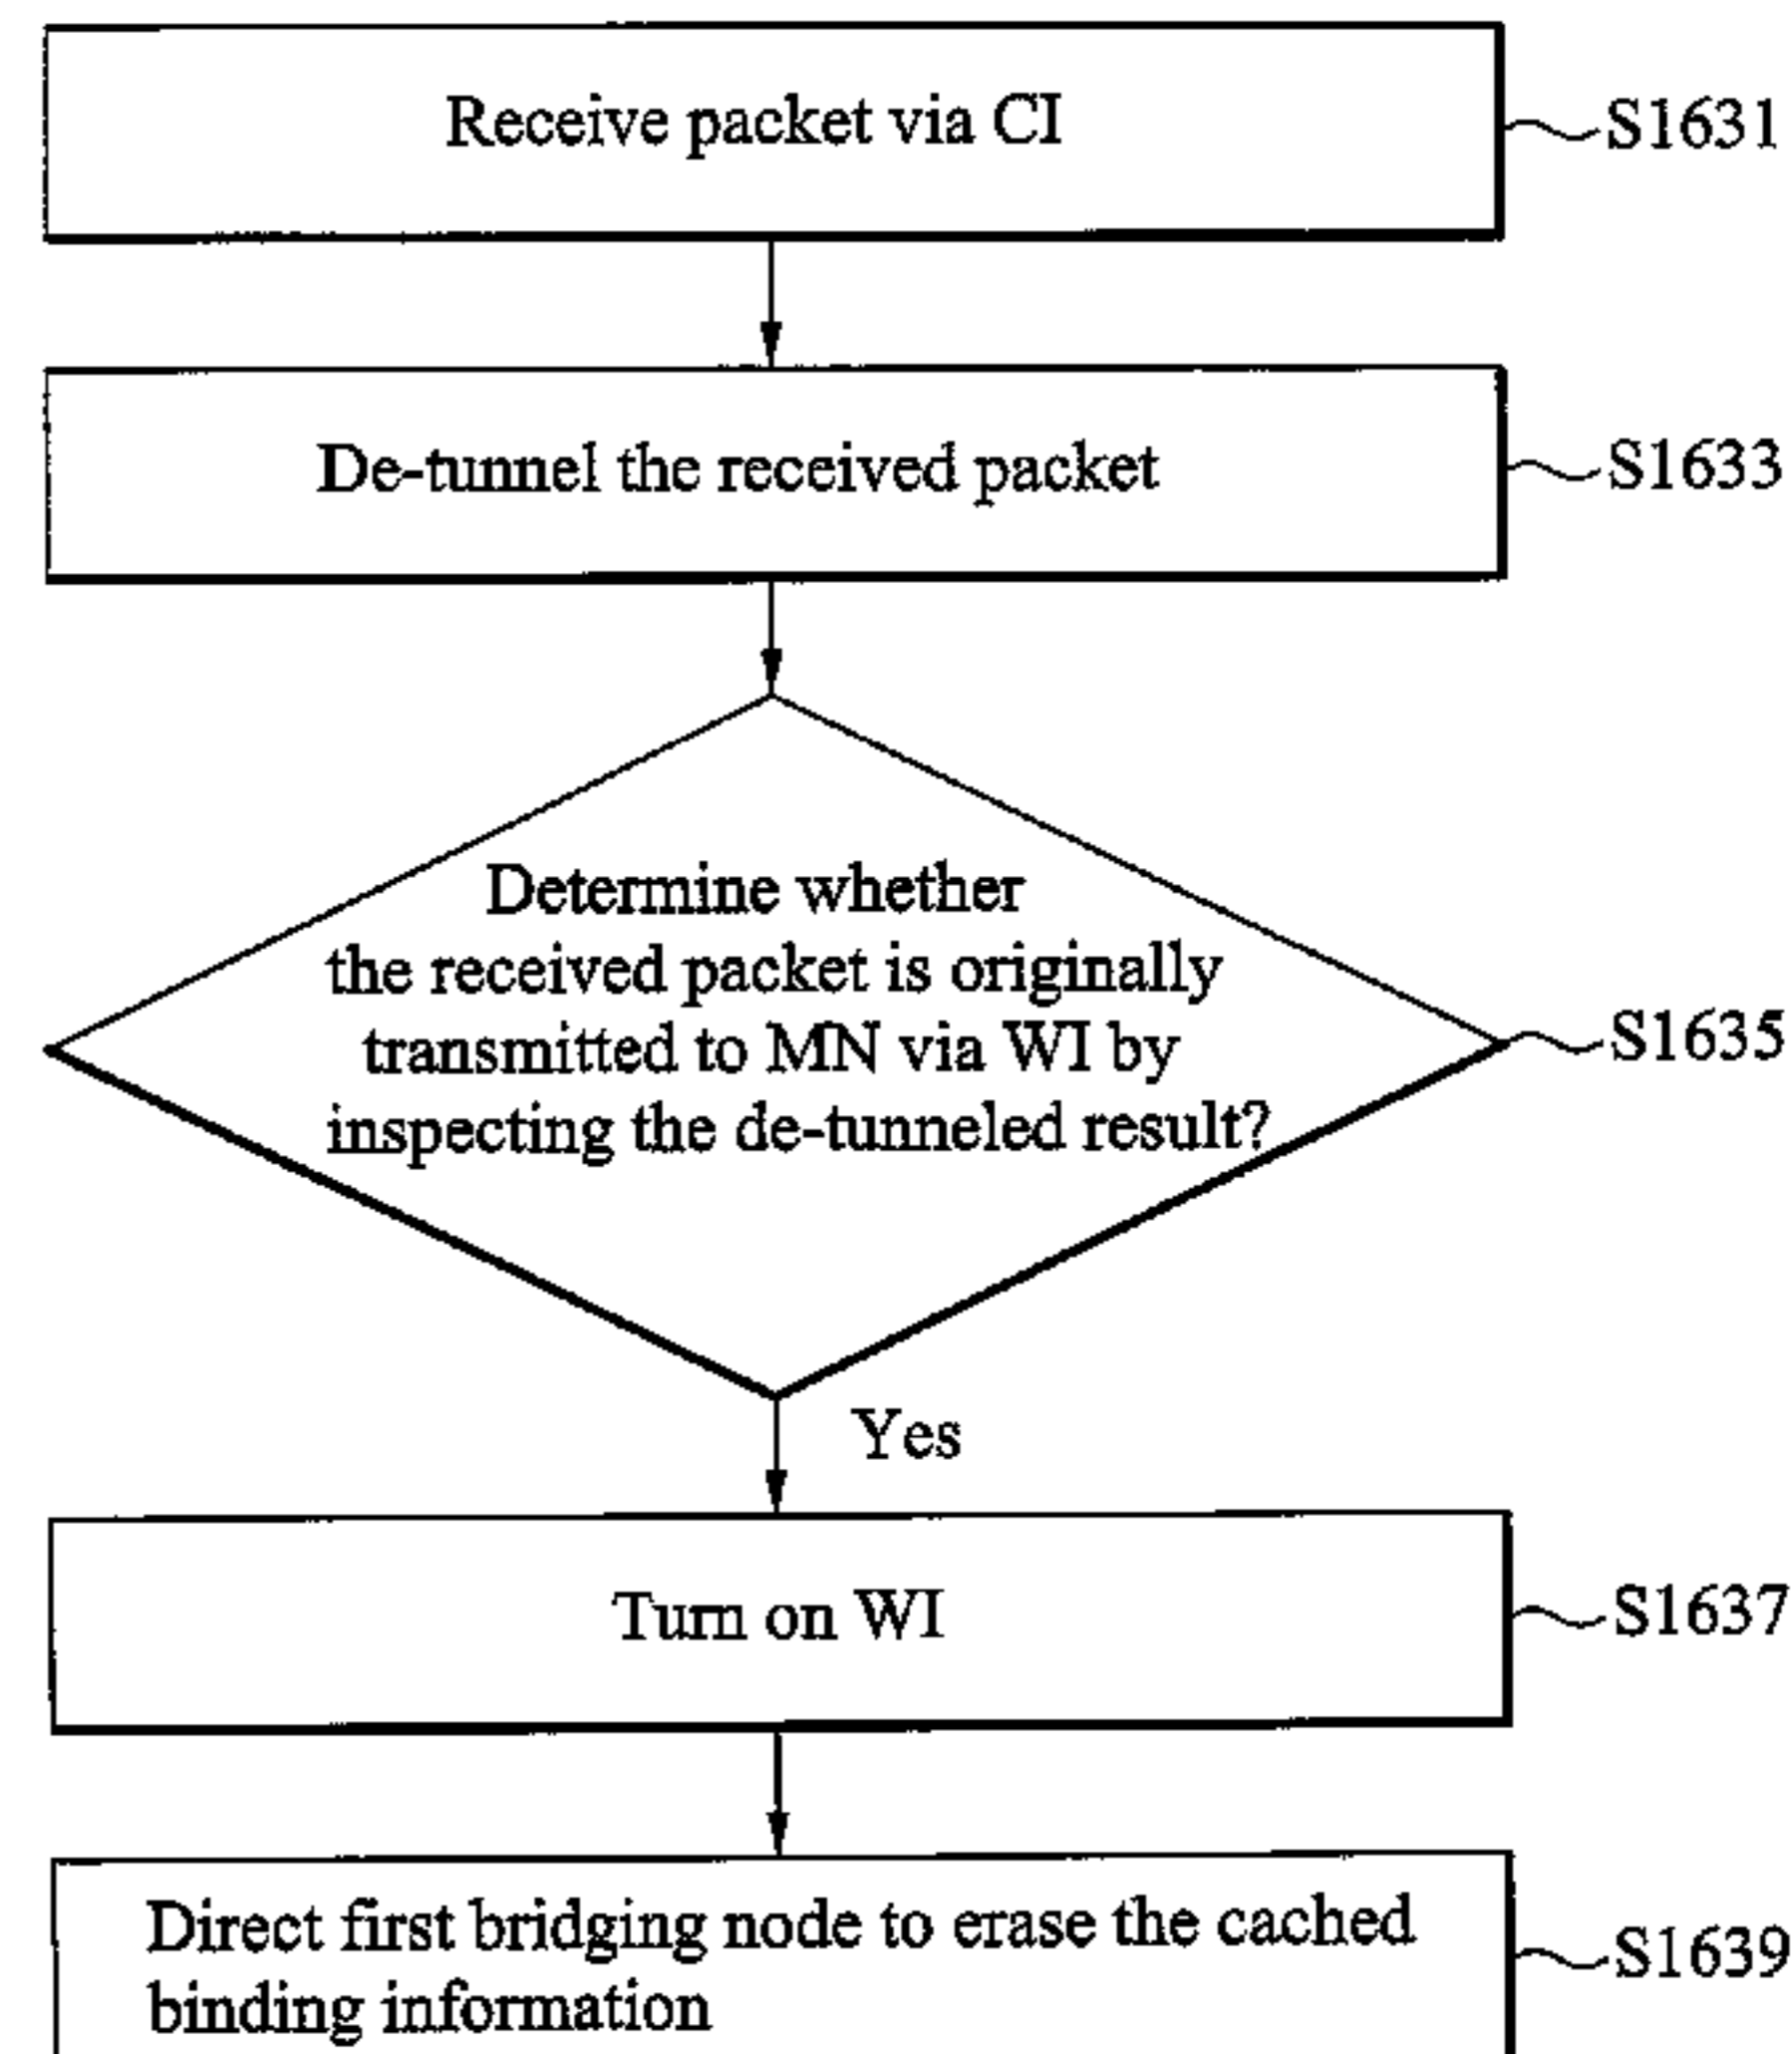 Receive packet via CI
S1631
De-tunnel the received packet
S1633
Determine whether
the received packet is originally
transmitted to MN via WI by
inspecting the de-tunneled result?
S1635
Yes
Turn on WI
S1637
Direct first bridging node to erase the cached
binding information
S1639